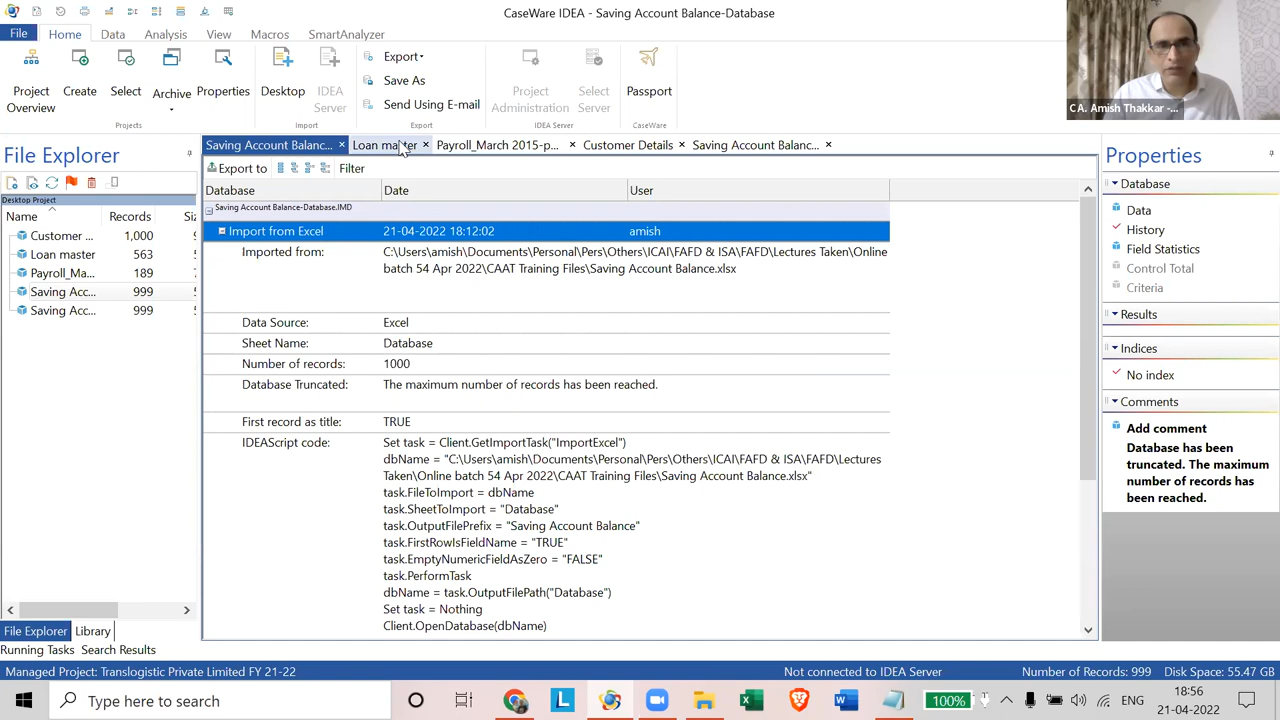 CaseWare IDEA - Saving Account Balance-Database
File Home Data Analysis View Macros SmartAnalyzer
Project Overview
Create
Select
Archive
Properties
Projects
Desktop
IDEA Server
Import
Export
Save As
Send Using E-mail
Export
Project Administration
Select Server
IDEA Server
Passport
CaseWare
CA. Amish Thakkar -...
File Explorer
Desktop Project
Name Records Si
Customer ... 1,000
Loan master 563
Payroll_Ma... 189
Saving Acc... 999
Saving Acc... 999
File Explorer Library
Running Tasks Search Results
Saving Account Balanc... × Loan master × Payroll_March 2015-p... × Customer Details × Saving Account Balanc... ×
Export to Filter
Database Date User
Saving Account Balance-Database.IMD
Import from Excel 21-04-2022 18:12:02 amish
Imported from: C:\Users\amish\Documents\Personal\Pers\Others\ICAI\FAFD & ISA\FAFD\Lectures Taken\Online
batch 54 Apr 2022\CAAT Training Files\Saving Account Balance.xlsx
Data Source: Excel
Sheet Name: Database
Number of records: 1000
Database Truncated: The maximum number of records has been reached.
First record as title: TRUE
IDEAScript code: Set task = Client.GetImportTask("ImportExcel")
dbName = "C:\Users\amish\Documents\Personal\Pers\Others\ICAI\FAFD & ISA\FAFD\Lectures
Taken\Online batch 54 Apr 2022\CAAT Training Files\Saving Account Balance.xlsx"
task.FileToImport = dbName
task.SheetToImport = "Database"
task.OutputFilePrefix = "Saving Account Balance"
task.FirstRowIsFieldName = "TRUE"
task.EmptyNumericFieldAsZero = "FALSE"
task.PerformTask
dbName = task.OutputFilePath("Database")
Set task = Nothing
Client.OpenDatabase(dbName)
Properties
Database
Data
History
Field Statistics
Control Total
Criteria
Results
Indices
No index
Comments
Add comment
Database has been
truncated. The maximum
number of records has
been reached.
Managed Project: Translogistic Private Limited FY 21-22 Not connected to IDEA Server Number of Records: 999 Disk Space: 55.47 GB
Type here to search
100%
ENG
18:56
21-04-2022